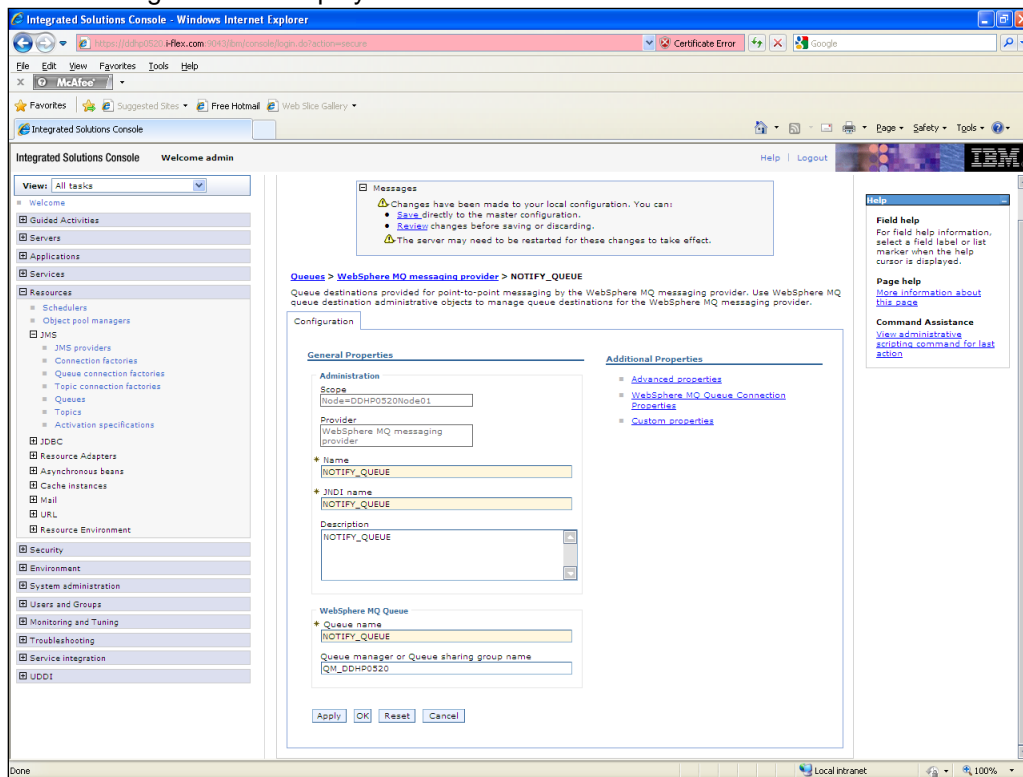 Integrated Solutions Console - Windows Internet Explorer
https://ddhp0520.i-flex.com:9043/ibm/console/login.do?action=secure
Certificate Error
Google
File Edit View Favorites Tools Help
McAfee
Favorites
Suggested Sites
Free Hotmail
Web Slice Gallery
Integrated Solutions Console
Page
Safety
Tools
Integrated Solutions Console Welcome admin
Help | Logout
IBM
View: All tasks
Welcome
Guided Activities
Servers
Applications
Services
Resources
Schedulers
Object pool managers
JMS
JMS providers
Connection factories
Queue connection factories
Topic connection factories
Queues
Topics
Activation specifications
JDBC
Resource Adapters
Asynchronous beans
Cache instances
Mail
URL
Resource Environment
Security
Environment
System administration
Users and Groups
Monitoring and Tuning
Troubleshooting
Service integration
UDDI
Messages
Changes have been made to your local configuration. You can:
Save directly to the master configuration.
Review changes before saving or discarding.
The server may need to be restarted for these changes to take effect.
Queues > WebSphere MQ messaging provider > NOTIFY_QUEUE
Queue destinations provided for point-to-point messaging by the WebSphere MQ messaging provider. Use WebSphere MQ
queue destination administrative objects to manage queue destinations for the WebSphere MQ messaging provider.
Configuration
General Properties
Administration
Scope
Node=DDHP0520Node01
Provider
WebSphere MQ messaging
provider
* Name
NOTIFY_QUEUE
* JNDI name
NOTIFY_QUEUE
Description
NOTIFY_QUEUE
WebSphere MQ Queue
* Queue name
NOTIFY_QUEUE
Queue manager or Queue sharing group name
QM_DDHP0520
Apply OK Reset Cancel
Additional Properties
Advanced properties
WebSphere MQ Queue Connection
Properties
Custom properties
Help
Field help
For field help information,
select a field label or list
marker when the help
cursor is displayed.
Page help
More information about
this page
Command Assistance
View administrative
scripting command for last
action
Done
Local intranet
100%